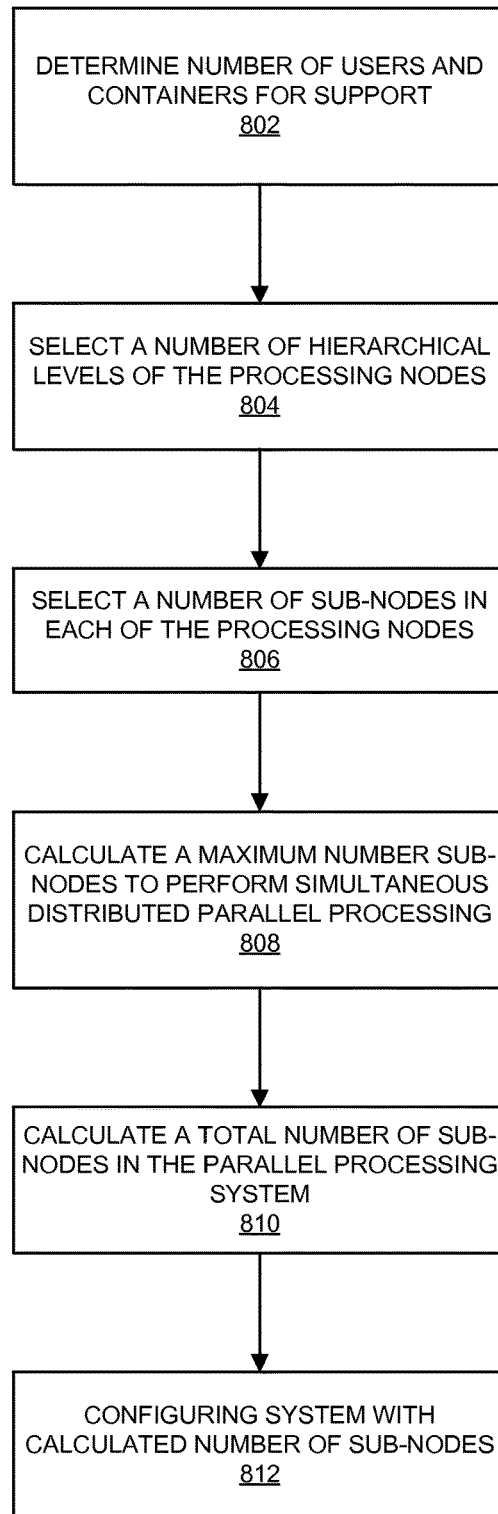 DETERMINE NUMBER OF USERS AND
CONTAINERS FOR SUPPORT
802
SELECT A NUMBER OF HIERARCHICAL
LEVELS OF THE PROCESSING NODES
804
SELECT A NUMBER OF SUB-NODES IN
EACH OF THE PROCESSING NODES
806
CALCULATE A MAXIMUM NUMBER SUB-
NODES TO PERFORM SIMULTANEOUS
DISTRIBUTED PARALLEL PROCESSING
808
CALCULATE A TOTAL NUMBER OF SUB-
NODES IN THE PARALLEL PROCESSING
SYSTEM
810
CONFIGURING SYSTEM WITH
CALCULATED NUMBER OF SUB-NODES
812